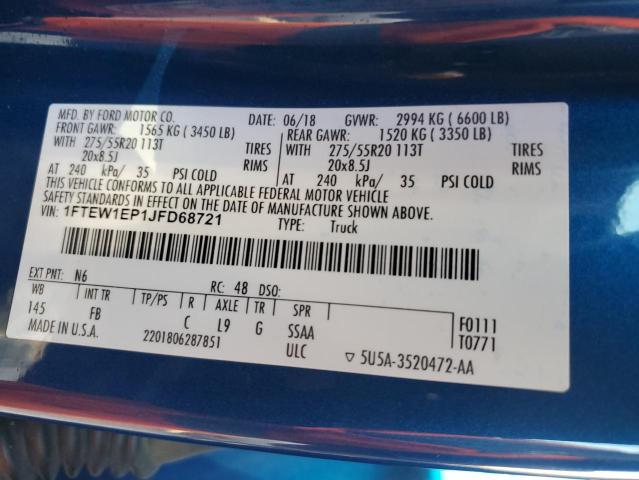 MFD. BY FORD MOTOR CO. DATE: 06/18 GVWR: 2994 KG ( 6600 LB)
FRONT GAWR: 1565 KG ( 3450 LB) REAR GAWR: 1520 KG ( 3350 LB)
WITH 275/55R20 113T TIRES WITH 275/55R20 113T TIRES
20x8.5J RIMS 20x8.5J RIMS
AT 240 kPa/ 35 PSI COLD AT 240 kPa/ 35 PSI COLD
THIS VEHICLE CONFORMS TO ALL APPLICABLE FEDERAL MOTOR VEHICLE
SAFETY STANDARDS IN EFFECT ON THE DATE OF MANUFACTURE SHOWN ABOVE.
VIN: 1FTEW1EP1JFD68721 TYPE: Truck
EXT PNT: N6 RC: 48 DSO:
WB INT TR TP/PS R AXLE TR SPR
145 FB C L9 G SSAA F0111
ULC T0771
MADE IN U.S.A. 2201806287851 ▽ 5U5A-3520472-AA